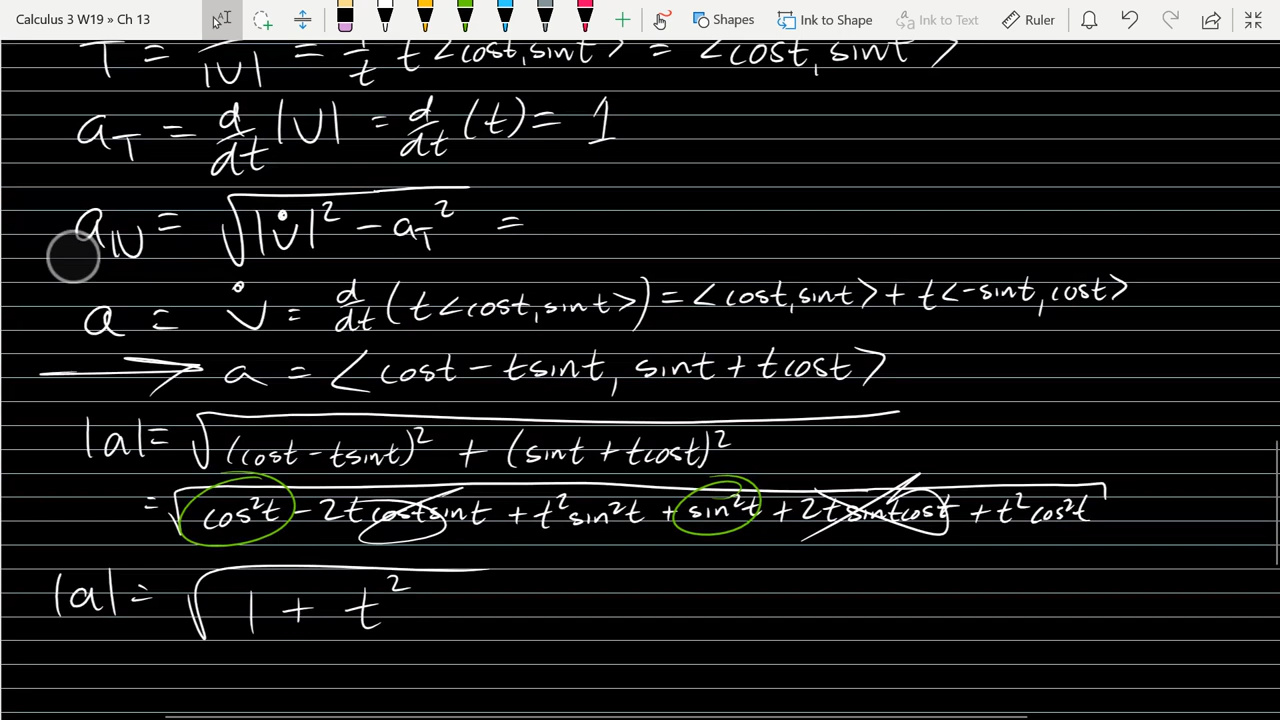 Calculus 3 W19 » Ch 13 Shapes Ink to Shape Ink to Text Ruler
T = /|V| = 1/t t <cost, sint> = <cost, sint>
a_T = d/dt |V| = d/dt (t) = 1
a_N = √(|v̇|² - a_T²) =
a = v̇ = d/dt (t <cost, sint>) = <cost, sint> + t<-sint, cost>
→ a = <cost - tsint, sint + tcost>
|a| = √((cost - tsint)² + (sint + tcost)²)
= √(cos²t - 2tcostsint + t²sin²t + sin²t + 2tsintcost + t²cos²t)
|a| = √(1 + t²)